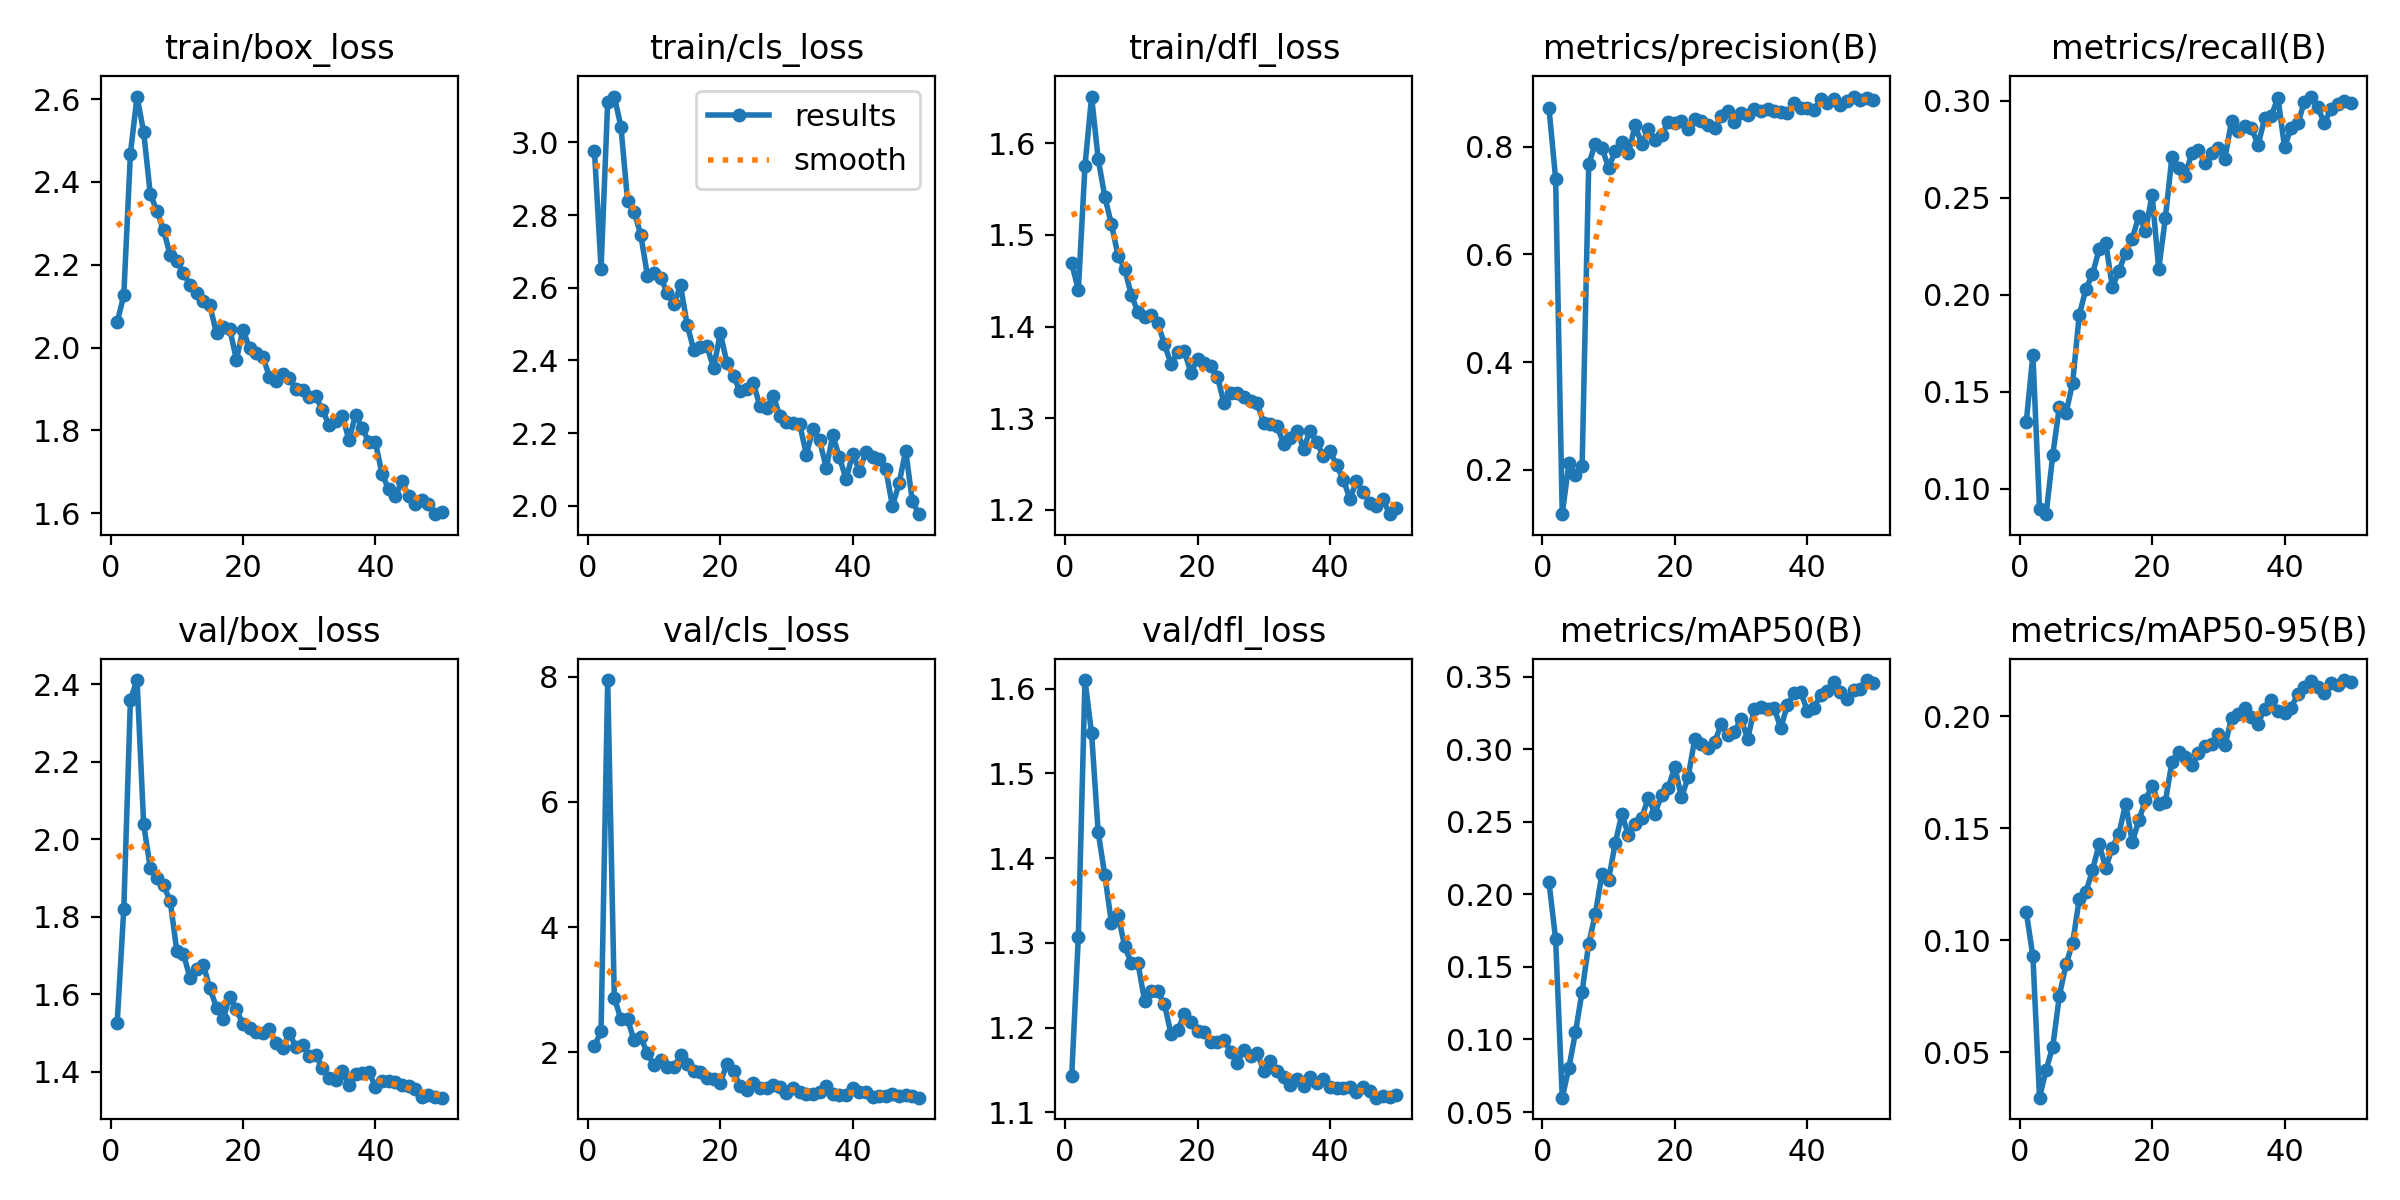 train/box_loss
2.6
2.4
2.2
2.0
1.8
1.6
0 20 40
train/cls_loss
results
smooth
3.0
2.8
2.6
2.4
2.2
2.0
0 20 40
train/dfl_loss
1.6
1.5
1.4
1.3
1.2
0 20 40
metrics/precision(B)
0.8
0.6
0.4
0.2
0 20 40
metrics/recall(B)
0.30
0.25
0.20
0.15
0.10
0 20 40
val/box_loss
2.4
2.2
2.0
1.8
1.6
1.4
0 20 40
val/cls_loss
8
6
4
2
0 20 40
val/dfl_loss
1.6
1.5
1.4
1.3
1.2
1.1
0 20 40
metrics/mAP50(B)
0.35
0.30
0.25
0.20
0.15
0.10
0.05
0 20 40
metrics/mAP50-95(B)
0.20
0.15
0.10
0.05
0 20 40